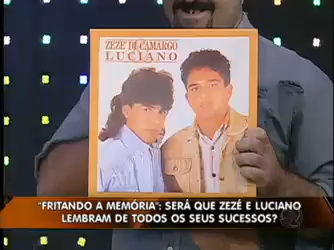 ZEZÉ DI CAMARGO
LUCIANO
"FRITANDO A MEMÓRIA": SERÁ QUE ZEZÉ E LUCIANO
LEMBRAM DE TODOS OS SEUS SUCESSOS?